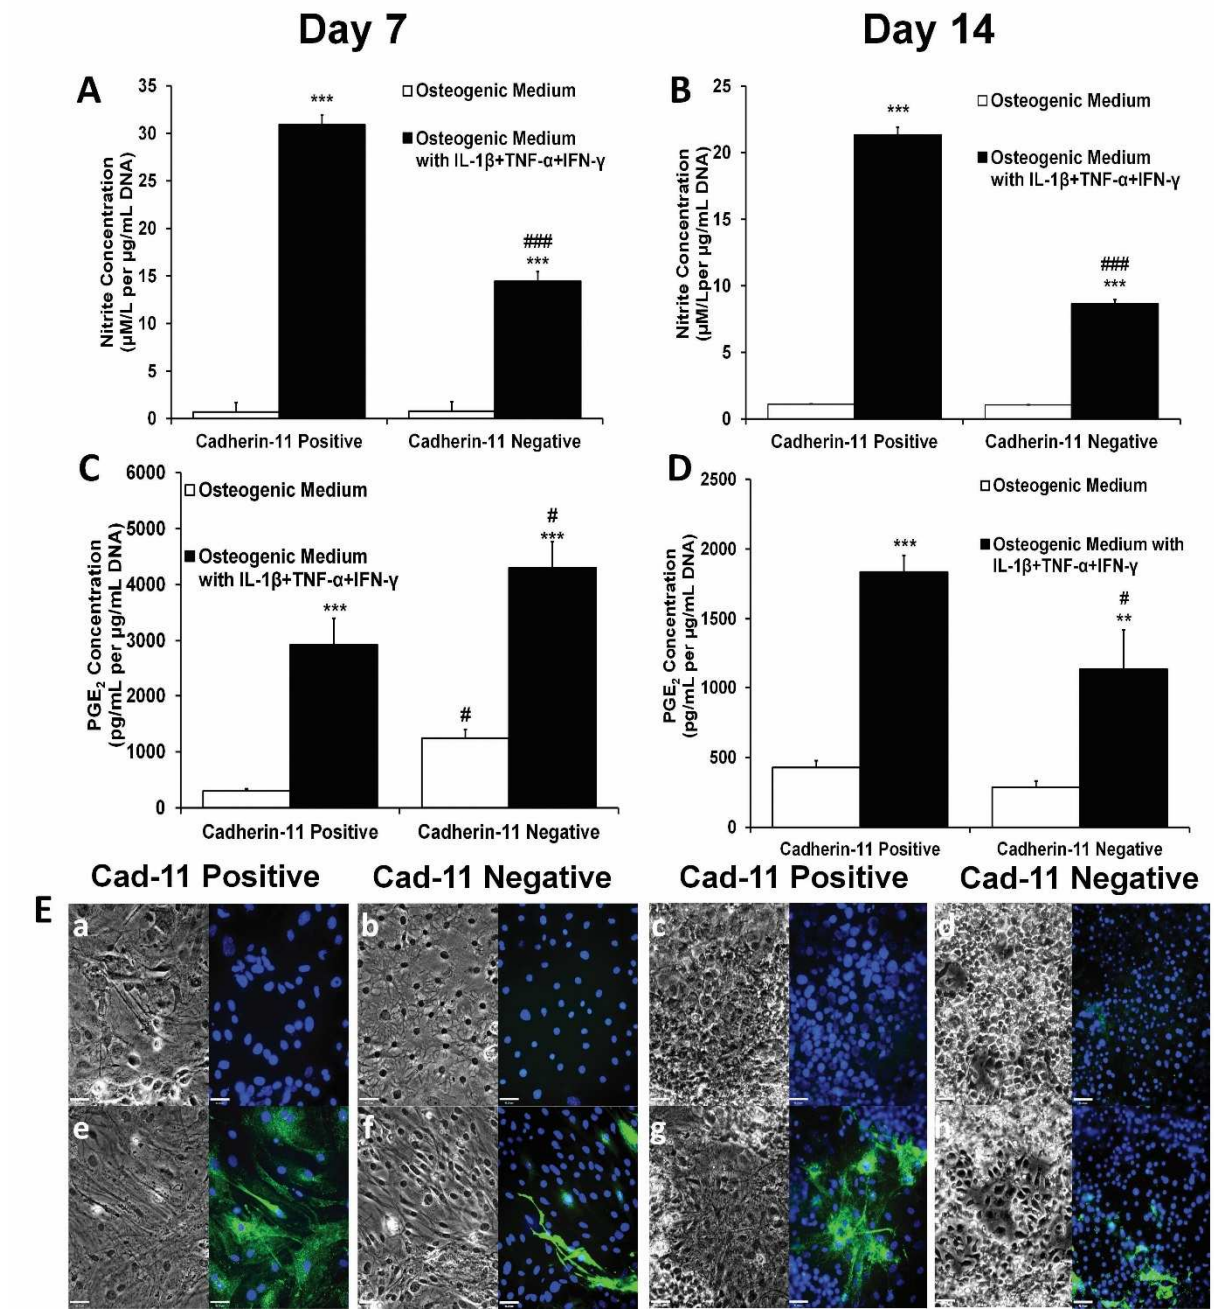 Day 7
Day 14
A
35
30
25
20
15
10
5
0
Nitrite Concentration
(µM/L per µg/mL DNA)
Osteogenic Medium
Osteogenic Medium
with IL-1β+TNF-α+IFN-γ
***
###
***
Cadherin-11 Positive
Cadherin-11 Negative
B
25
20
15
10
5
0
Nitrite Concentration
(µM/Lper µg/mL DNA)
Osteogenic Medium
Osteogenic Medium
with IL-1β+TNF-α+IFN-γ
***
###
***
Cadherin-11 Positive
Cadherin-11 Negative
C
6000
5000
4000
3000
2000
1000
0
PGE₂ Concentration
(pg/mL per µg/mL DNA)
Osteogenic Medium
Osteogenic Medium
with IL-1β+TNF-α+IFN-γ
***
#
#
***
Cadherin-11 Positive
Cadherin-11 Negative
D
2500
2000
1500
1000
500
0
PGE₂ Concentration
(pg/mL per µg/mL DNA)
Osteogenic Medium
Osteogenic Medium with
IL-1β+TNF-α+IFN-γ
***
#
**
Cadherin-11 Positive
Cadherin-11 Negative
Cad-11 Positive
Cad-11 Negative
Cad-11 Positive
Cad-11 Negative
E
a
b
c
d
e
f
g
h